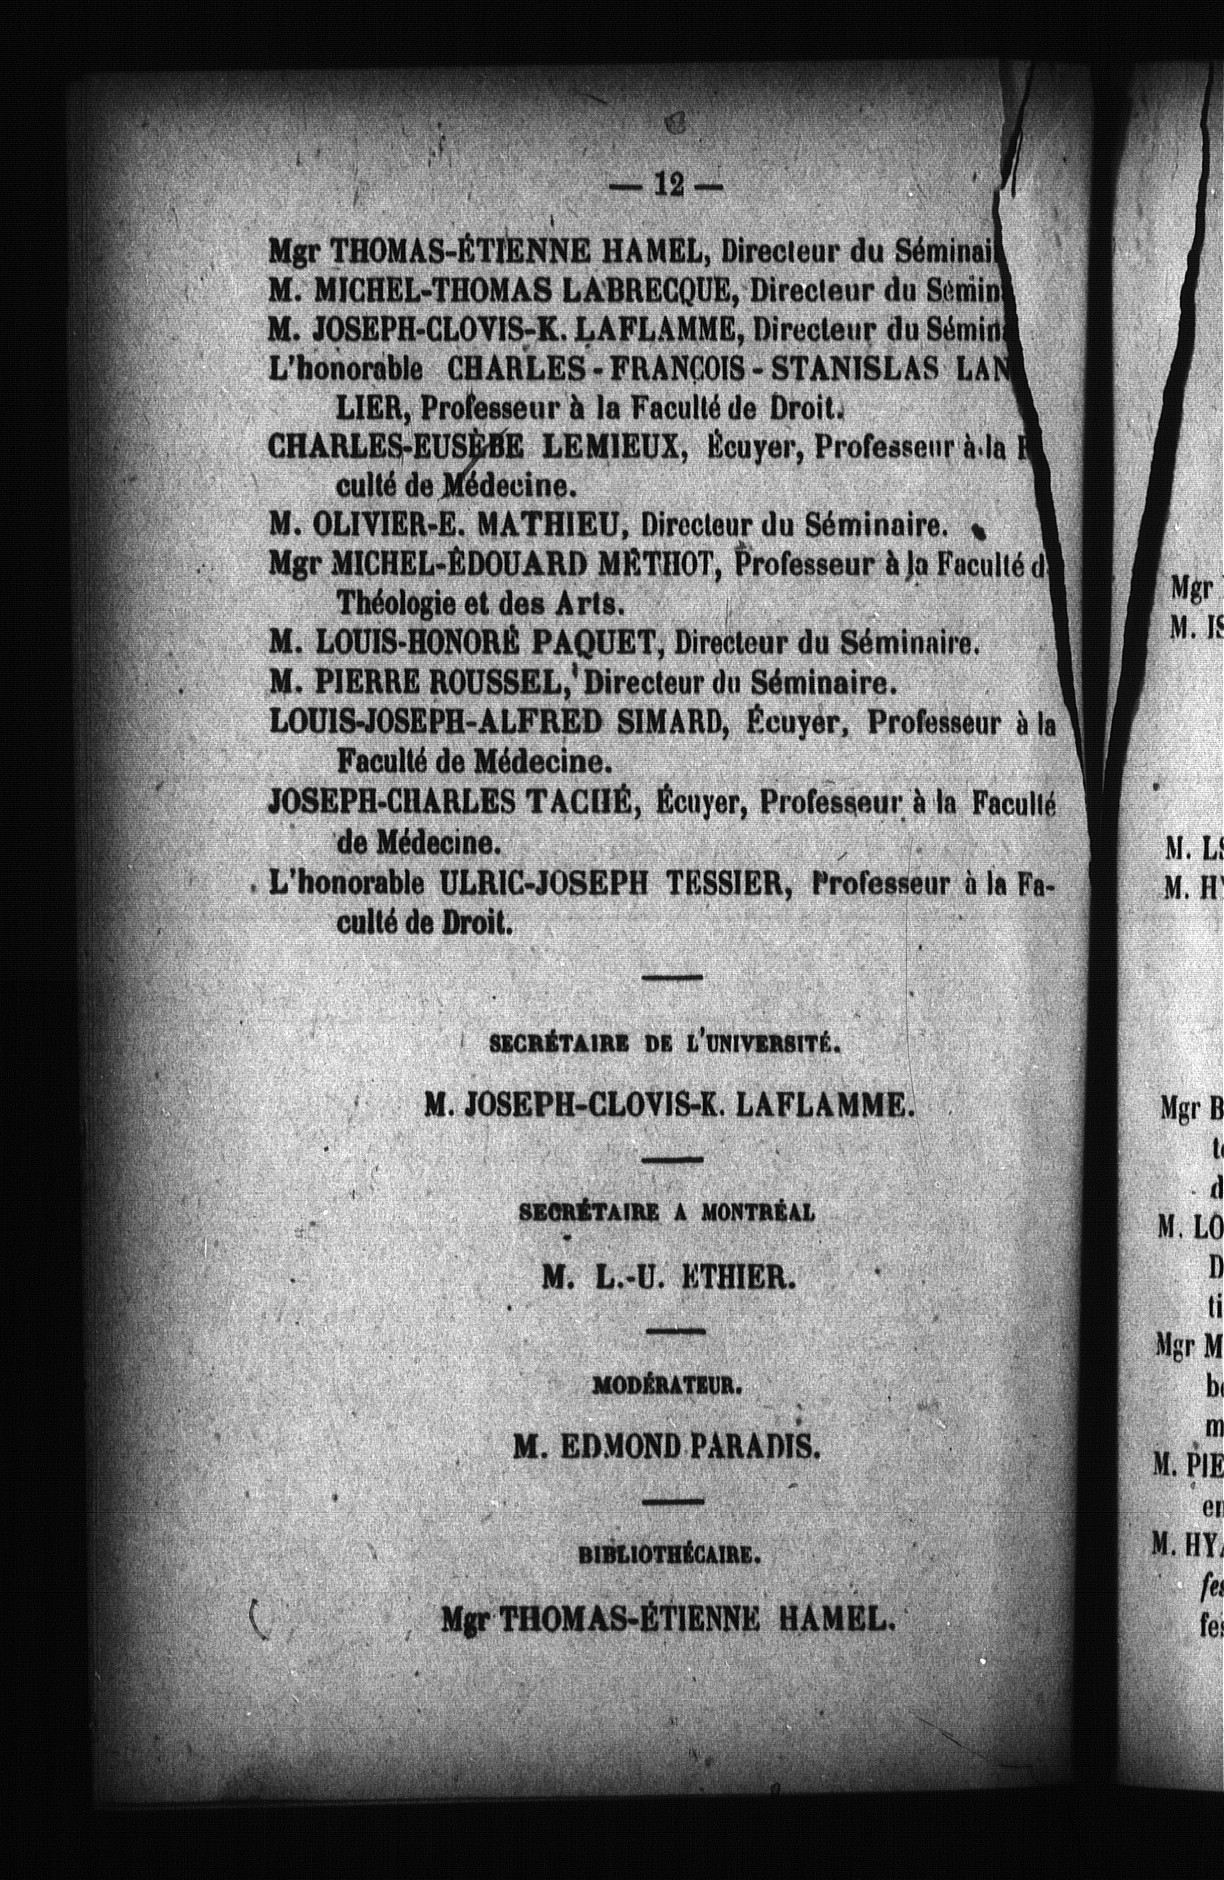 — 12 —
Mgr THOMAS-ÉTIENNE HAMEL, Directeur du
M. MICHEL-THOMAS LABRECQUE, Directeur du
M. JOSEPH-CLOVIS-K. LAFLAMME, Directeur du
L'honorable CHARLES-FRANÇOIS-STANISLAS LAN
LIER, Professeur à la Faculté de Droit.
CHARLES-EUSÈBE LEMIEUX, Écuyer, Professeur à la
culté de Médecine.
M. OLIVIER-E. MATHIEU, Directeur du Séminaire.
Mgr MICHEL-ÉDOUARD MÉTHOT, Professeur à la Faculté
Théologie et des Arts.
M. LOUIS-HONORÉ PAQUET, Directeur du Séminaire.
M. PIERRE ROUSSEL, Directeur du Séminaire.
LOUIS-JOSEPH-ALFRED SIMARD, Écuyer, Professeur à la
Faculté de Médecine.
JOSEPH-CHARLES TACHÉ, Écuyer, Professeur à la Faculté
de Médecine.
L'honorable ULRIC-JOSEPH TESSIER, Professeur à la Fa-
culté de Droit.
SECRÉTAIRE DE L'UNIVERSITÉ.
M. JOSEPH-CLOVIS-K. LAFLAMME.
SECRÉTAIRE A MONTRÉAL
M. L.-U. ETHIER.
MODÉRATEUR.
M. EDMOND PARADIS.
BIBLIOTHÉCAIRE.
Mgr THOMAS-ÉTIENNE HAMEL.
Mgr
M.
M.
M.
Mgr
M.
Mgr
M.
M.